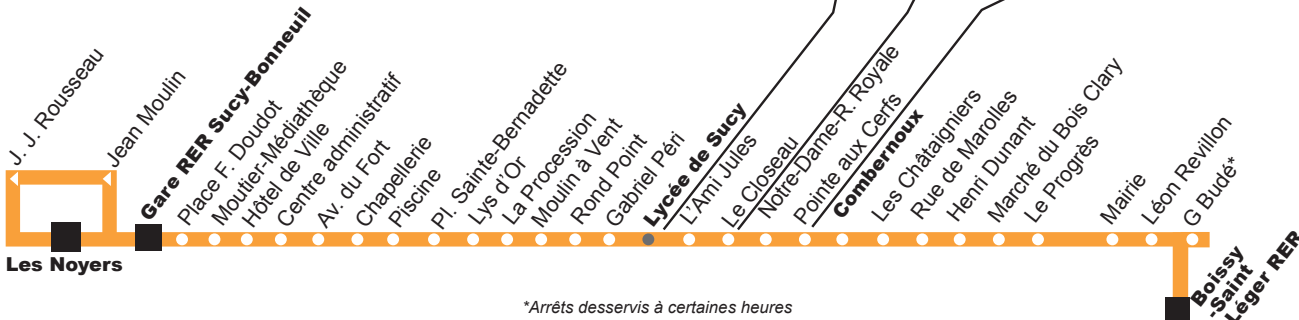 J. J. Rousseau
Jean Moulin
Les Noyers
Gare RER Sucy-Bonneuil
Place F. Doudot
Moutier-Médiathèque
Hôtel de Ville
Centre administratif
Av. du Fort
Chapellerie
Piscine
Pl. Sainte-Bernadette
Lys d'Or
La Procession
Moulin à Vent
Rond Point
Gabriel Péri
Lycée de Sucy
L'Ami Jules
Le Closeau
Notre-Dame-R. Royale
Pointe aux Cerfs
Combernoux
Les Châtaigniers
Rue de Marolles
Henri Dunant
Marché du Bois Clary
Le Progrès
Mairie
Léon Revillon
G Budé*
Boissy
-Saint
Léger RER
*Arrêts desservis à certaines heures